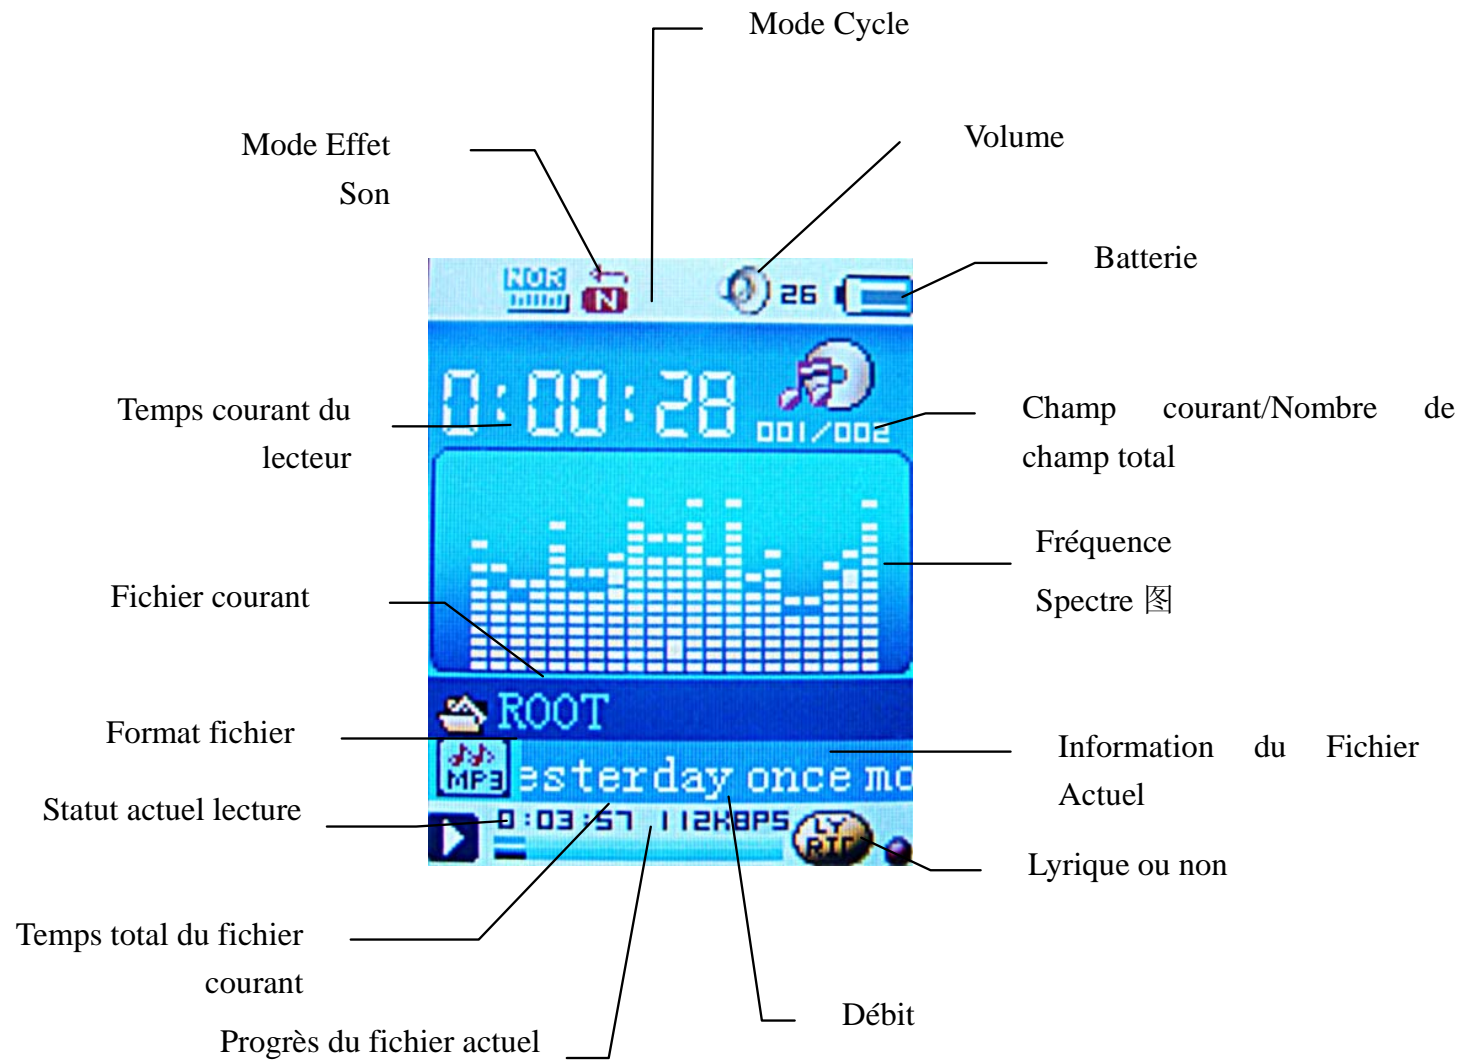 Mode Cycle
Mode Effet
Son
Volume
Batterie
NOR
N
26
0:00:28
001/002
Temps courant du
lecteur
Champ courant/Nombre de
champ total
Fréquence
Spectre 图
Fichier courant
ROOT
Format fichier
MP3
esterday once mo
Information du Fichier
Actuel
Statut actuel lecture
0:03:57 112KBPS
LY
RIC
Lyrique ou non
Temps total du fichier
courant
Débit
Progrès du fichier actuel